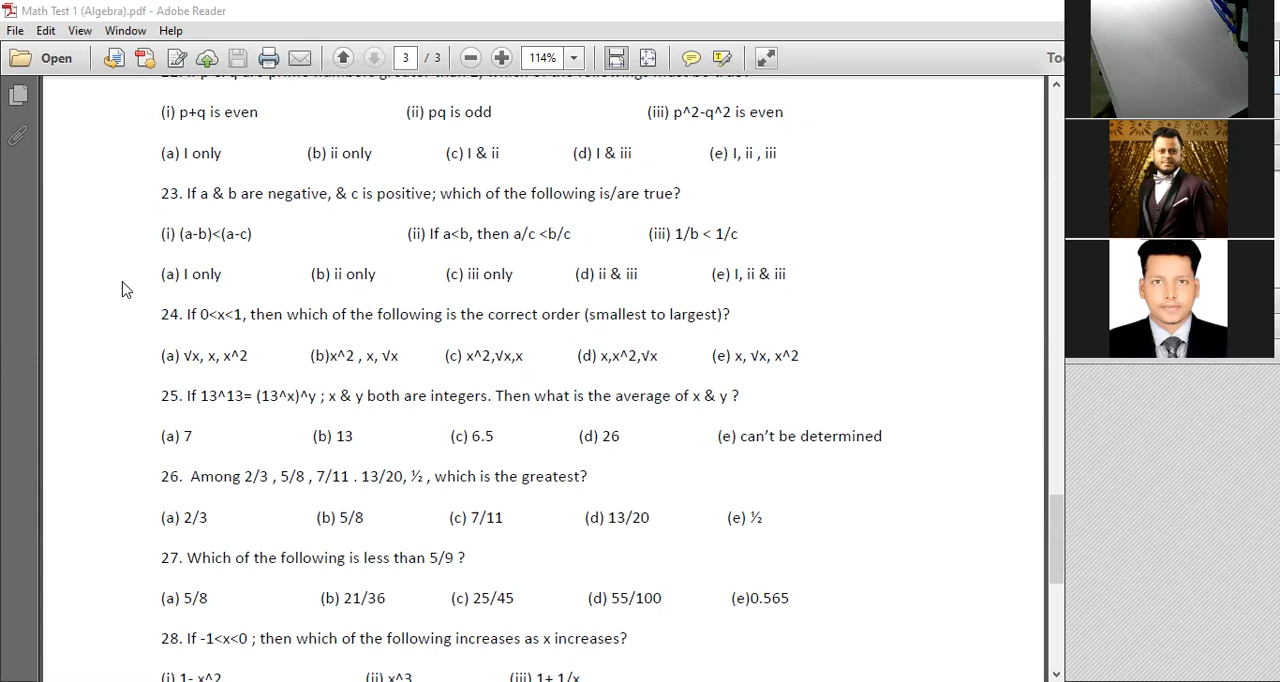 Math Test 1 (Algebra).pdf - Adobe Reader
File Edit View Window Help
Open 3 / 3 114%
(i) p+q is even (ii) pq is odd (iii) p^2-q^2 is even
(a) I only (b) ii only (c) I & ii (d) I & iii (e) I, ii , iii
23. If a & b are negative, & c is positive; which of the following is/are true?
(i) (a-b)<(a-c) (ii) If a<b, then a/c <b/c (iii) 1/b < 1/c
(a) I only (b) ii only (c) iii only (d) ii & iii (e) I, ii & iii
24. If 0<x<1, then which of the following is the correct order (smallest to largest)?
(a) √x, x, x^2 (b)x^2 , x, √x (c) x^2,√x,x (d) x,x^2,√x (e) x, √x, x^2
25. If 13^13= (13^x)^y ; x & y both are integers. Then what is the average of x & y ?
(a) 7 (b) 13 (c) 6.5 (d) 26 (e) can't be determined
26. Among 2/3 , 5/8 , 7/11 . 13/20, ½ , which is the greatest?
(a) 2/3 (b) 5/8 (c) 7/11 (d) 13/20 (e) ½
27. Which of the following is less than 5/9 ?
(a) 5/8 (b) 21/36 (c) 25/45 (d) 55/100 (e)0.565
28. If -1<x<0 ; then which of the following increases as x increases?
(i) 1- x^2 (ii) x^3 (iii) 1+ 1/x